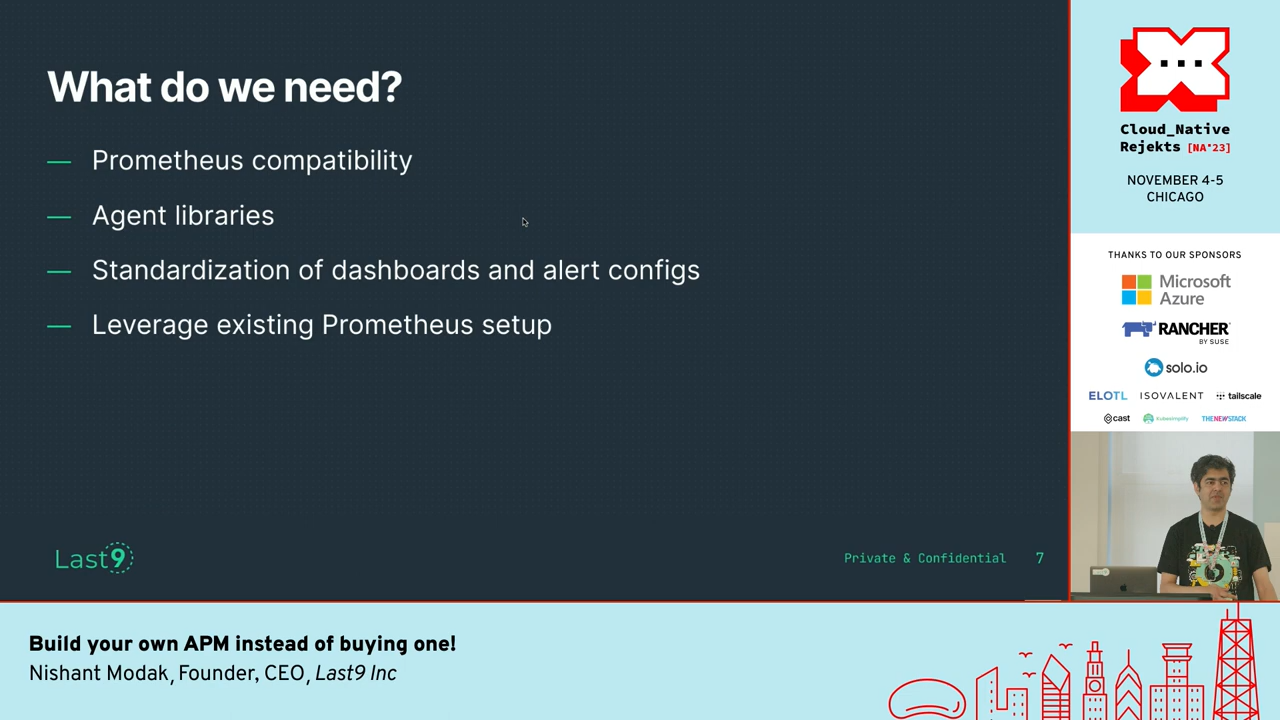 What do we need?
— Prometheus compatibility
— Agent libraries
— Standardization of dashboards and alert configs
— Leverage existing Prometheus setup
Last9
Private & Confidential 7
Cloud_Native
Rejekts [NA'23]
NOVEMBER 4-5
CHICAGO
THANKS TO OUR SPONSORS
Microsoft
Azure
RANCHER
BY SUSE
solo.io
ELOTL ISOVALENT tailscale
cast kubesimplify THENEWSTACK
Build your own APM instead of buying one!
Nishant Modak, Founder, CEO, Last9 Inc